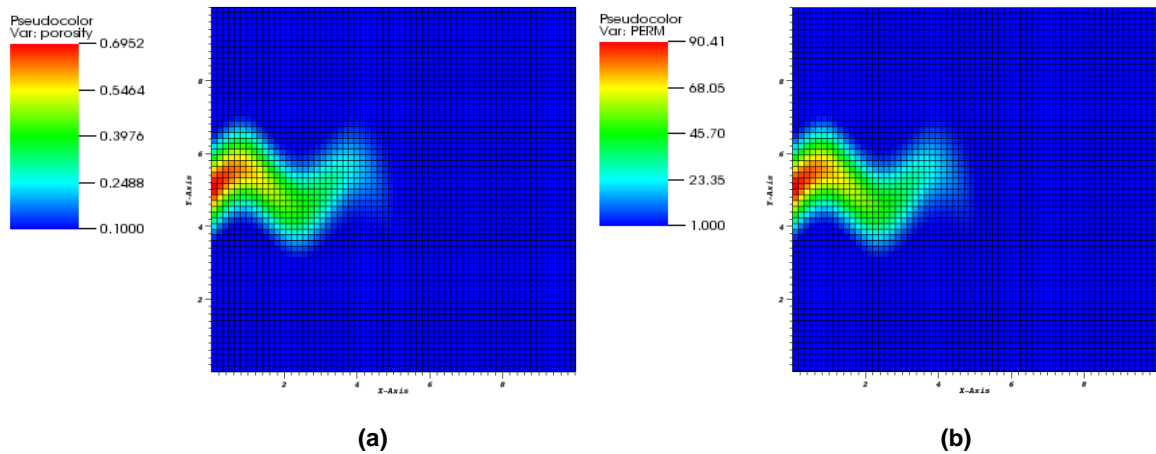 Pseudocolor
Var: porosity
0.6952
0.5464
0.3976
0.2488
0.1000
8
6
4
2
Y-Axis
2
4
6
8
X-Axis
(a)
Pseudocolor
Var: PERM
90.41
68.05
45.70
23.35
1.000
8
6
4
2
Y-Axis
2
4
6
8
X-Axis
(b)